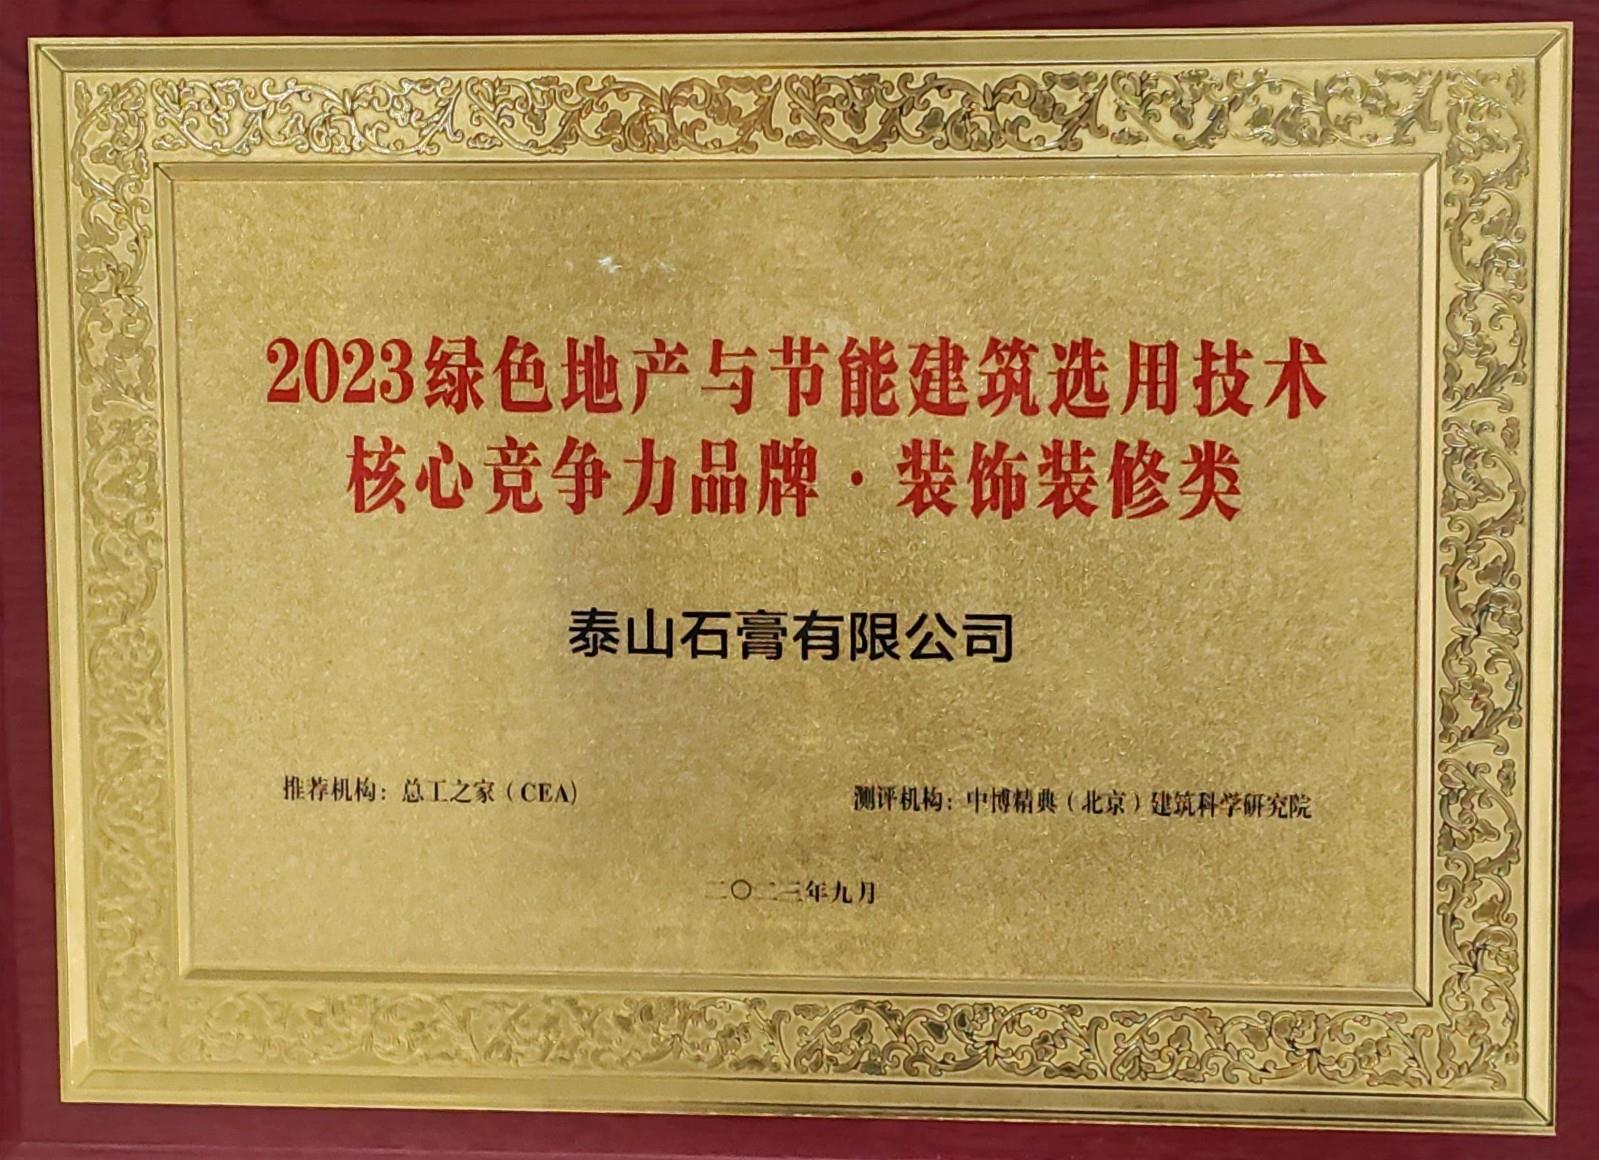 2023绿色地产与节能建筑选用技术
核心竞争力品牌·装饰装修类
泰山石膏有限公司
推荐机构：总工之家（CEA）
测评机构：中博精典（北京）建筑科学研究院
二〇二三年九月